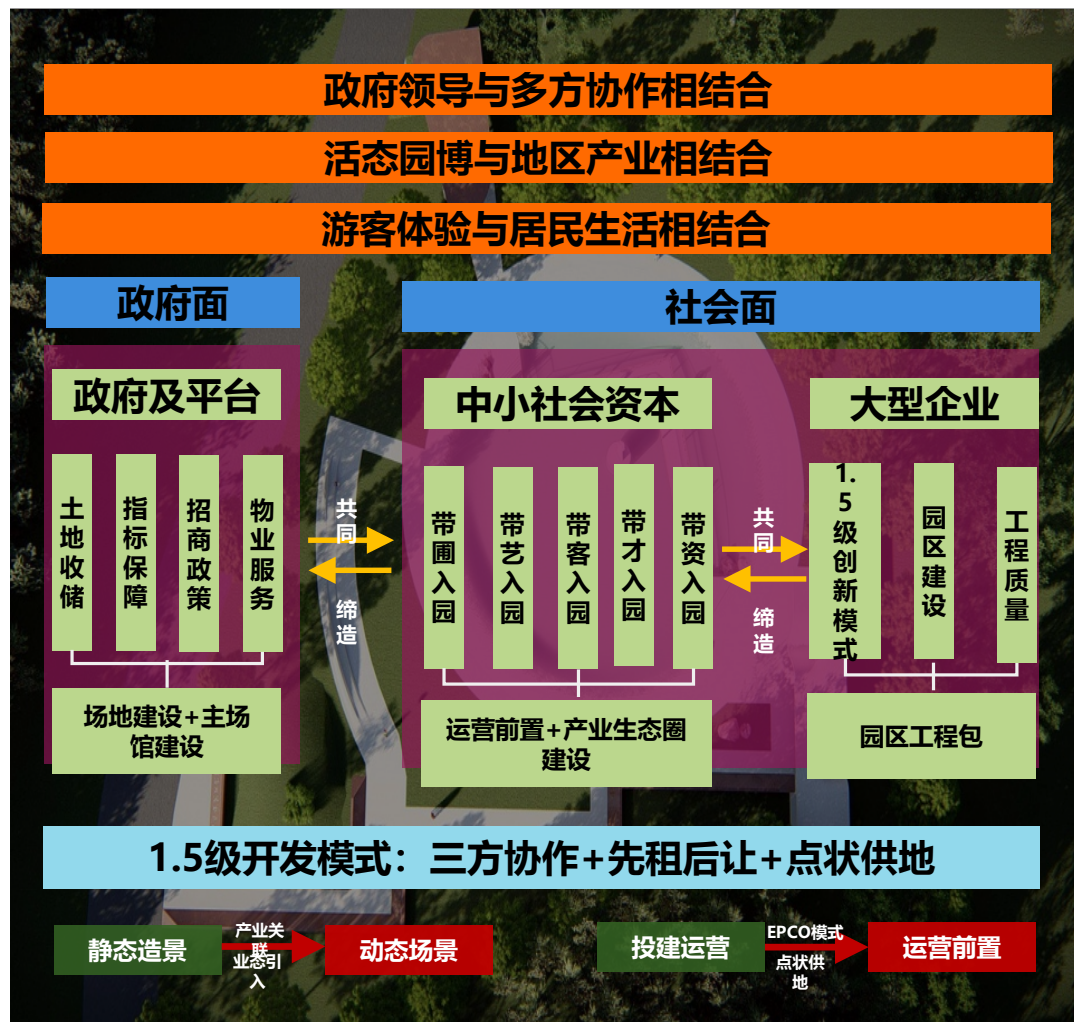 政府领导与多方协作相结合
活态园博与地区产业相结合
游客体验与居民生活相结合
政府面
社会面
政府及平台
中小社会资本
大型企业
土地收储
指标保障
招商政策
物业服务
共同
缔造
带圃入园
带艺入园
带客入园
带才入园
带资入园
共同
缔造
1.5级创新模式
园区建设
工程质量
场地建设+主场
馆建设
运营前置+产业生态圈
建设
园区工程包
1.5级开发模式：三方协作+先租后让+点状供地
静态造景
产业关
联
业态引
入
动态场景
投建运营
EPCO模式
点状供
地
运营前置